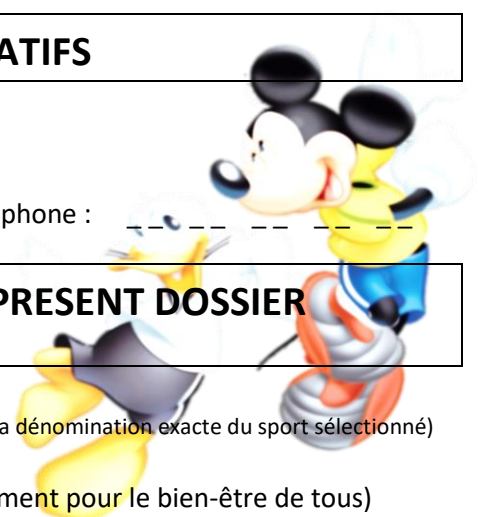 ATIFS
phone : _ _ _ _ _ _ _ _ _ _
PRESENT DOSSIER
a dénomination exacte du sport sélectionné)
ment pour le bien-être de tous)